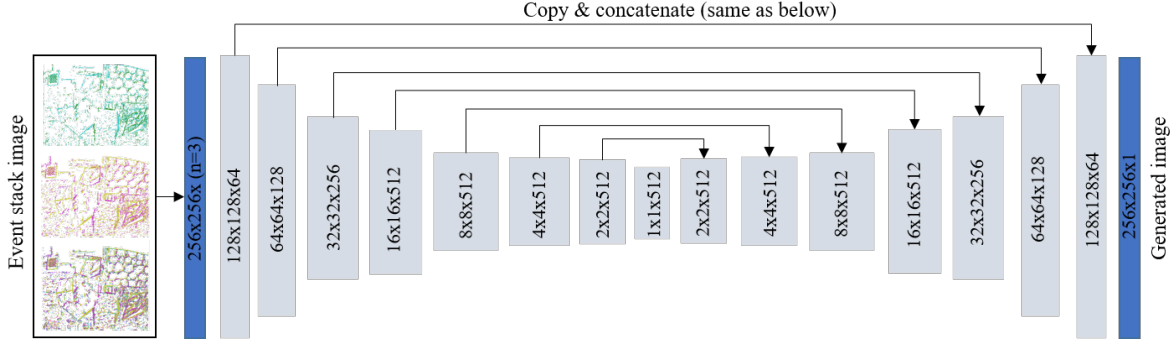 Copy & concatenate (same as below)
Event stack image
256x256x (n=3)
128x128x64
64x64x128
32x32x256
16x16x512
8x8x512
4x4x512
2x2x512
1x1x512
2x2x512
4x4x512
8x8x512
16x16x512
32x32x256
64x64x128
128x128x64
256x256x1
Generated image